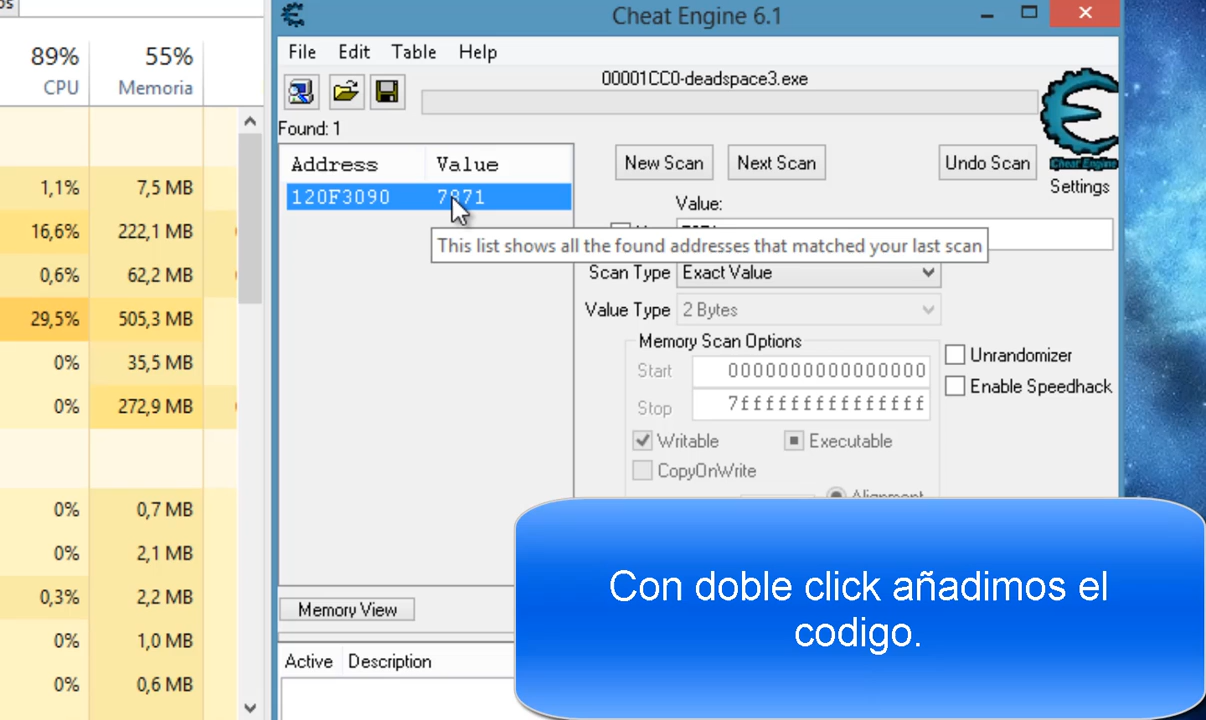 os
89%
CPU
55%
Memoria
1,1%
7,5 MB
16,6%
222,1 MB
0,6%
62,2 MB
29,5%
505,3 MB
0%
35,5 MB
0%
272,9 MB
0%
0,7 MB
0%
2,1 MB
0,3%
2,2 MB
0%
1,0 MB
0%
0,6 MB
Cheat Engine 6.1
File Edit Table Help
00001CC0-deadspace3.exe
Found: 1
Address Value
120F3090 7871
New Scan Next Scan Undo Scan
Cheat Engine
Settings
Value:
This list shows all the found addresses that matched your last scan
Scan Type Exact Value
Value Type 2 Bytes
Memory Scan Options
Start 0000000000000000
Stop 7fffffffffffffff
Unrandomizer
Enable Speedhack
Writable Executable
CopyOnWrite
Alignment
Memory View
Active Description
Con doble click añadimos el
codigo.